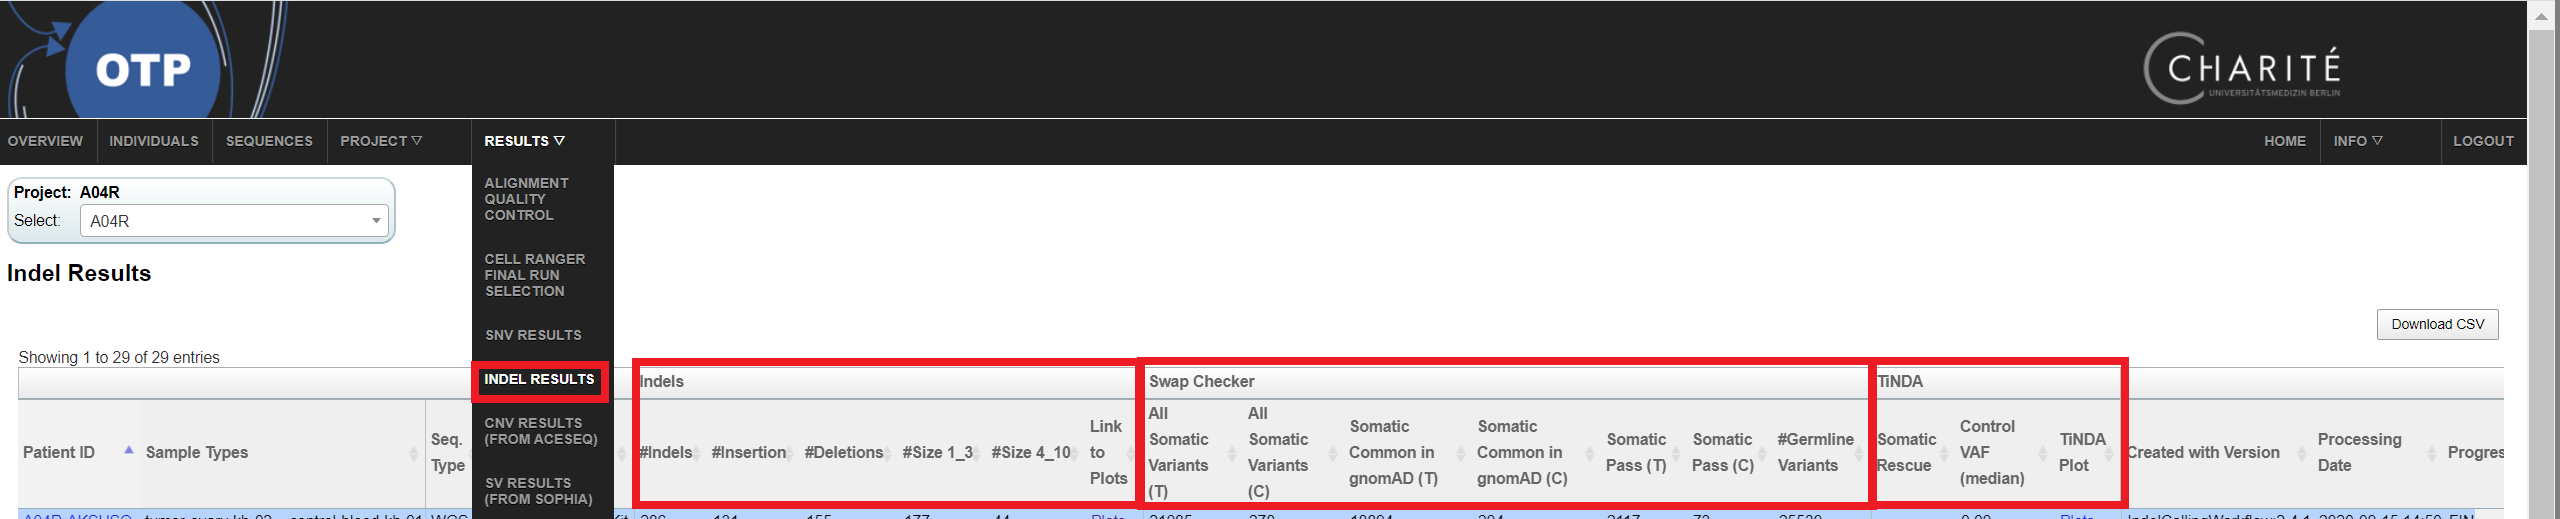 OTP
CHARITÉ
UNIVERSITÄTSMEDIZIN BERLIN
OVERVIEW INDIVIDUALS SEQUENCES PROJECT ▽ RESULTS ▽ HOME INFO ▽ LOGOUT
Project: A04R
Select: A04R
ALIGNMENT
QUALITY
CONTROL
CELL RANGER
FINAL RUN
SELECTION
SNV RESULTS
INDEL RESULTS
CNV RESULTS
(FROM ACESEQ)
SV RESULTS
(FROM SOPHIA)
Indel Results
Download CSV
Showing 1 to 29 of 29 entries
Indels Swap Checker TiNDA
Patient ID
Sample Types
Seq.
Type
#Indels
#Insertion
#Deletions
#Size 1_3
#Size 4_10
Link
to
Plots
All
Somatic
Variants
(T)
All
Somatic
Variants
(C)
Somatic
Common in
gnomAD (T)
Somatic
Common in
gnomAD (C)
Somatic
Pass (T)
Somatic
Pass (C)
#Germline
Variants
Somatic
Rescue
Control
VAF
(median)
TiNDA
Plot
Created with Version
Processing
Date
Progres